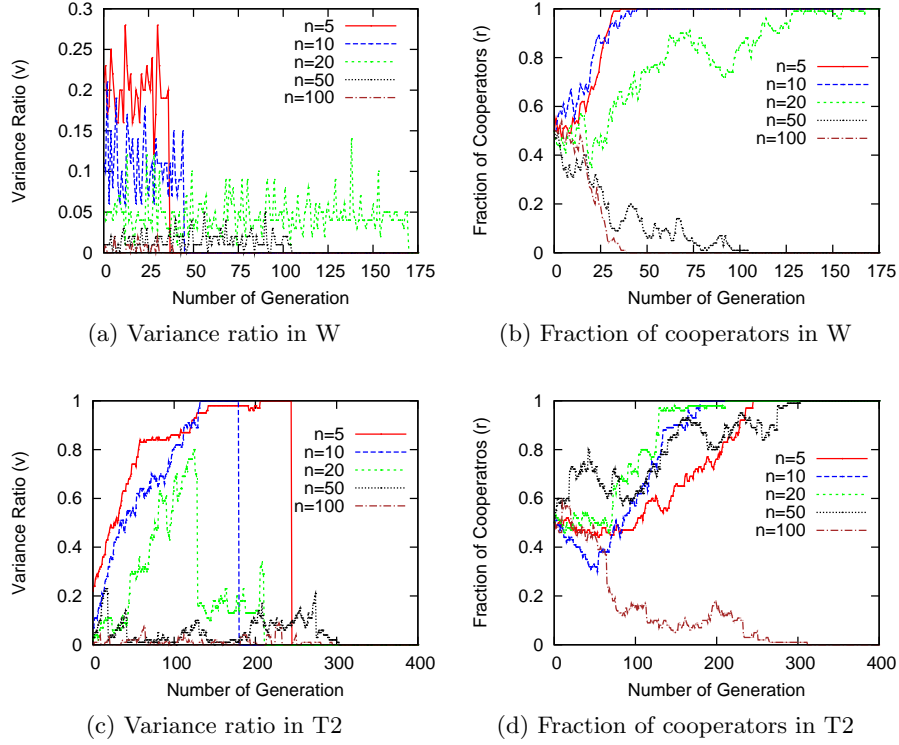 Variance Ratio (v)
0.3
0.25
0.2
0.15
0.1
0.05
0
n=5
n=10
n=20
n=50
n=100
0 25 50 75 100 125 150 175
Number of Generation
(a) Variance ratio in W
Fraction of Cooperators (r)
1
0.8
0.6
0.4
0.2
0
n=5
n=10
n=20
n=50
n=100
0 25 50 75 100 125 150 175
Number of Generation
(b) Fraction of cooperators in W
Variance Ratio (v)
1
0.8
0.6
0.4
0.2
0
n=5
n=10
n=20
n=50
n=100
0 100 200 300 400
Number of Generation
(c) Variance ratio in T2
Fraction of Cooperatros (r)
1
0.8
0.6
0.4
0.2
0
n=5
n=10
n=20
n=50
n=100
0 100 200 300 400
Number of Generation
(d) Fraction of cooperators in T2